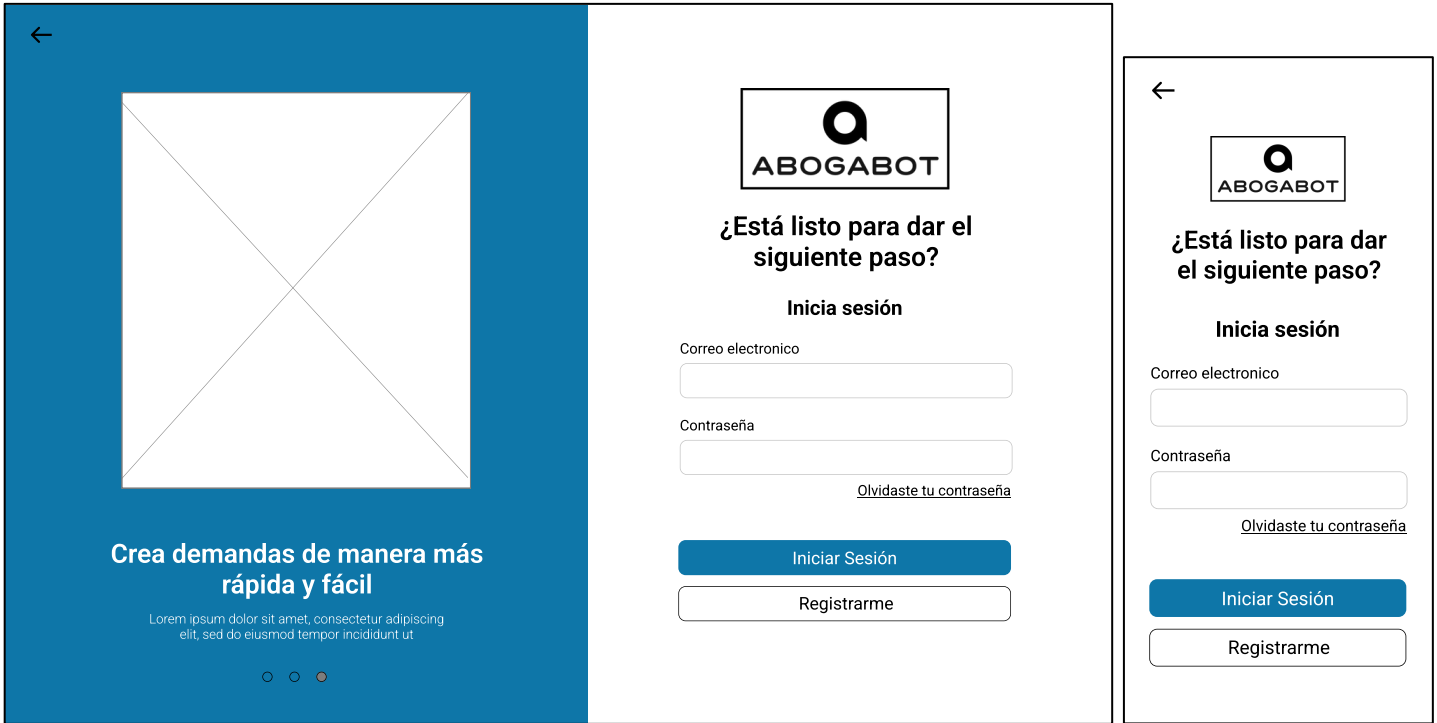 Crea demandas de manera más
rápida y fácil
Lorem ipsum dolor sit amet, consectetur adipiscing
elit, sed do eiusmod tempor incididunt ut
ABOGABOT
¿Está listo para dar el
siguiente paso?
Inicia sesión
Correo electronico
Contraseña
Olvidaste tu contraseña
Iniciar Sesión
Registrarme
ABOGABOT
¿Está listo para dar
el siguiente paso?
Inicia sesión
Correo electronico
Contraseña
Olvidaste tu contraseña
Iniciar Sesión
Registrarme